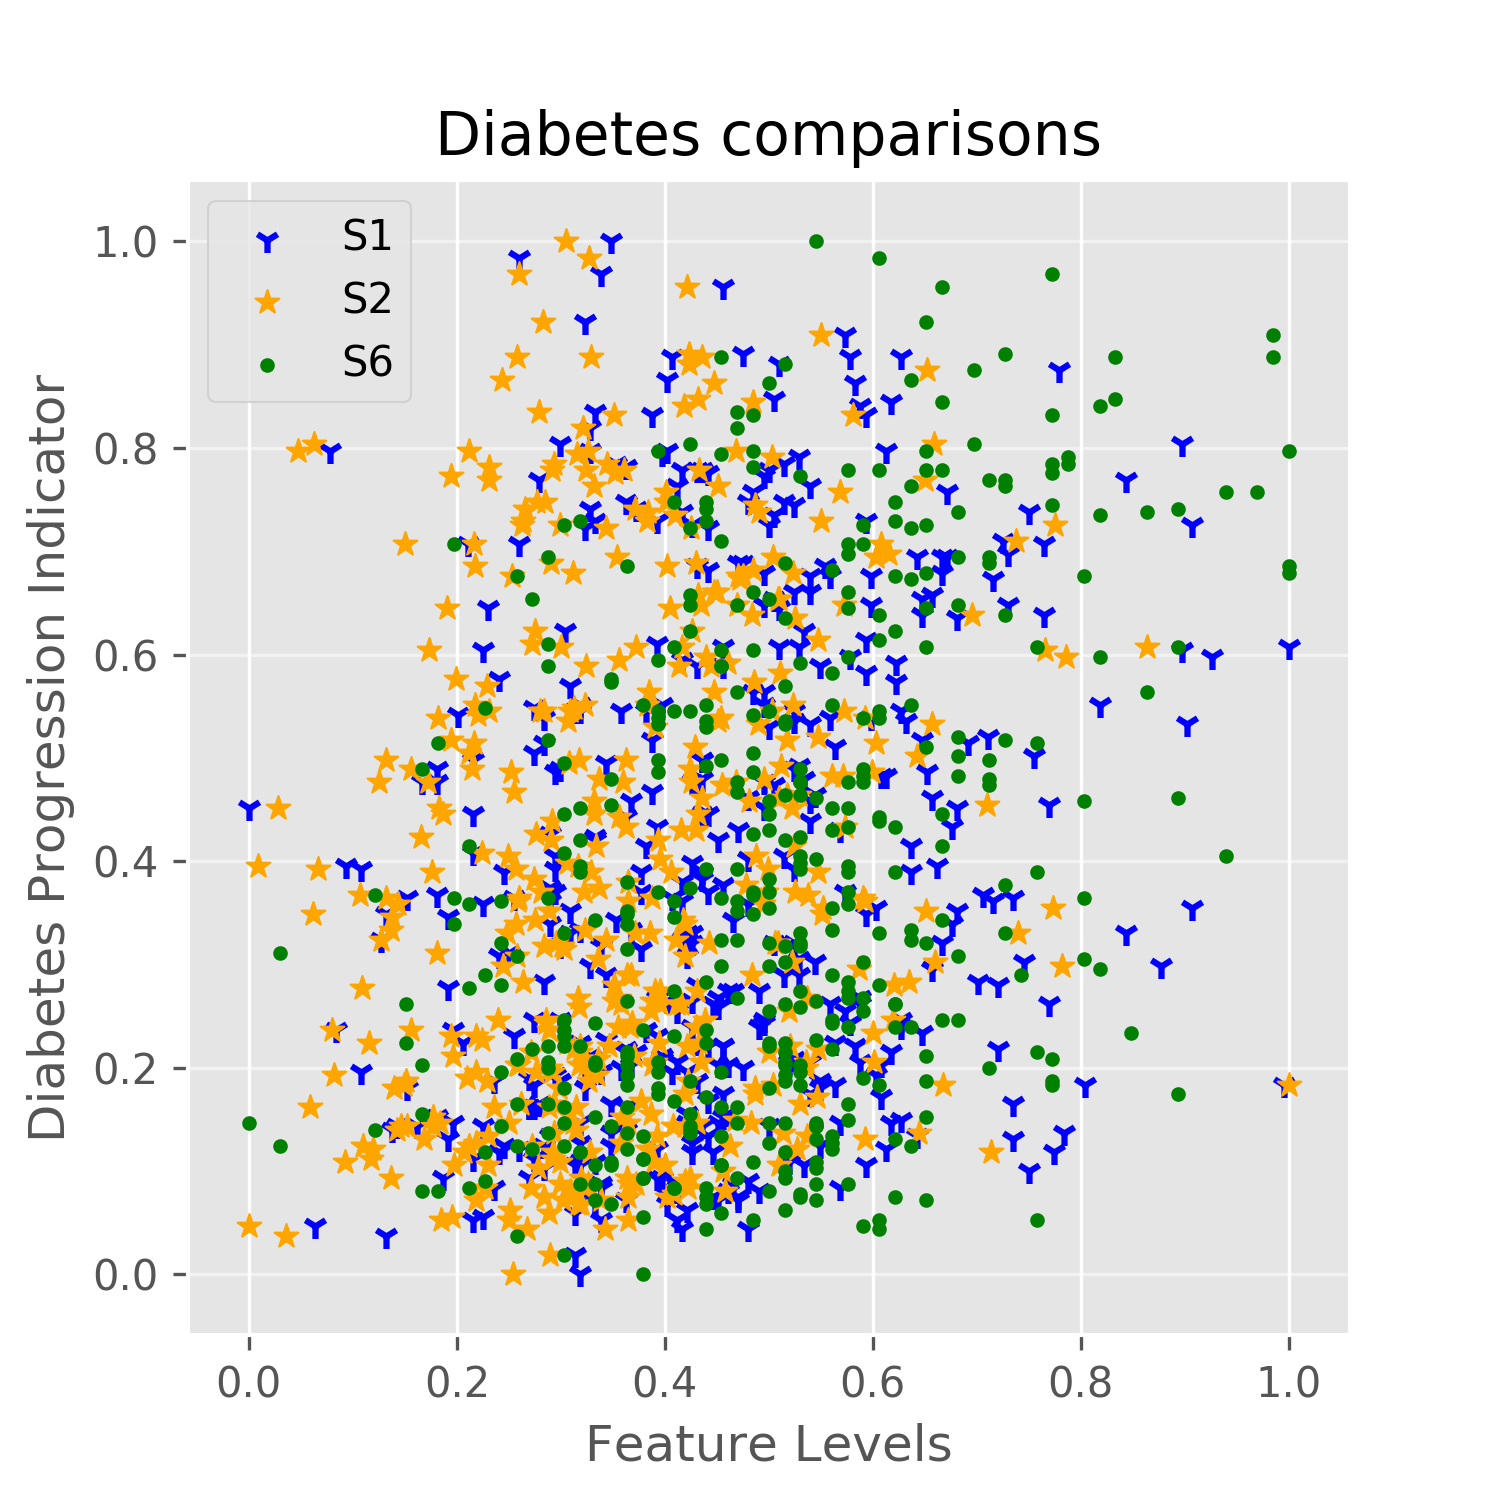 Diabetes comparisons
S1
S2
S6
Diabetes Progression Indicator
1.0
0.8
0.6
0.4
0.2
0.0
0.0 0.2 0.4 0.6 0.8 1.0
Feature Levels